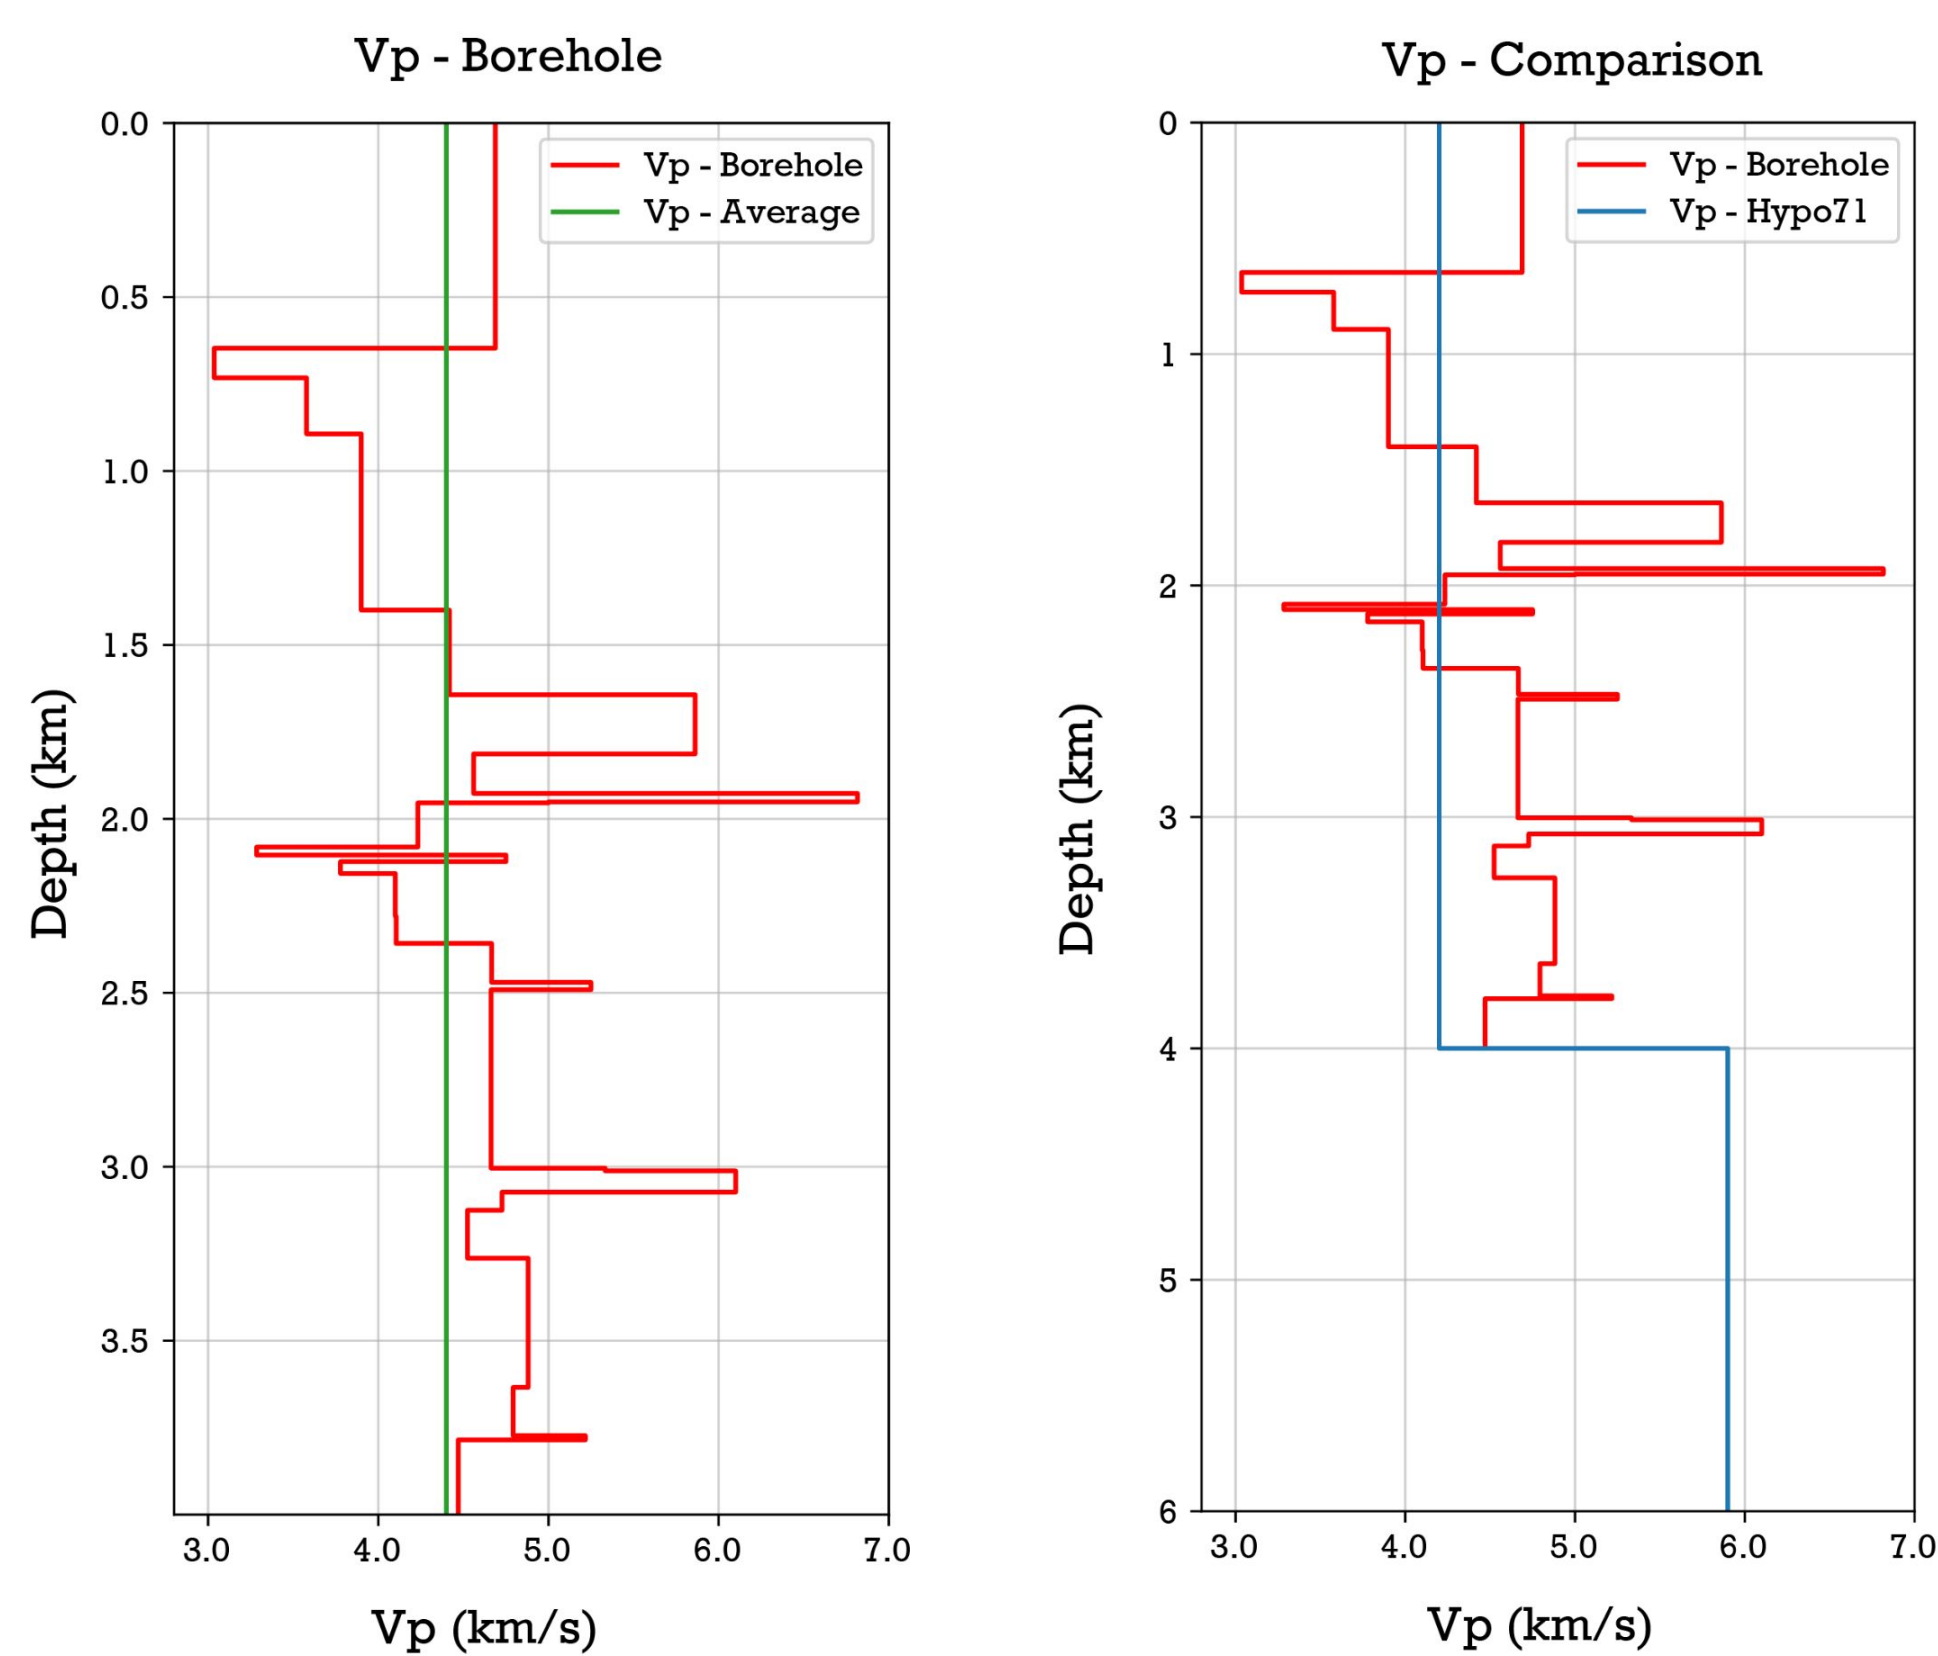 Vp - Borehole
Vp - Borehole
Vp - Average
0.0
0.5
1.0
1.5
2.0
2.5
3.0
3.5
Depth (km)
3.0 4.0 5.0 6.0 7.0
Vp (km/s)
Vp - Comparison
Vp - Borehole
Vp - Hypo71
0
1
2
3
4
5
6
Depth (km)
3.0 4.0 5.0 6.0 7.0
Vp (km/s)